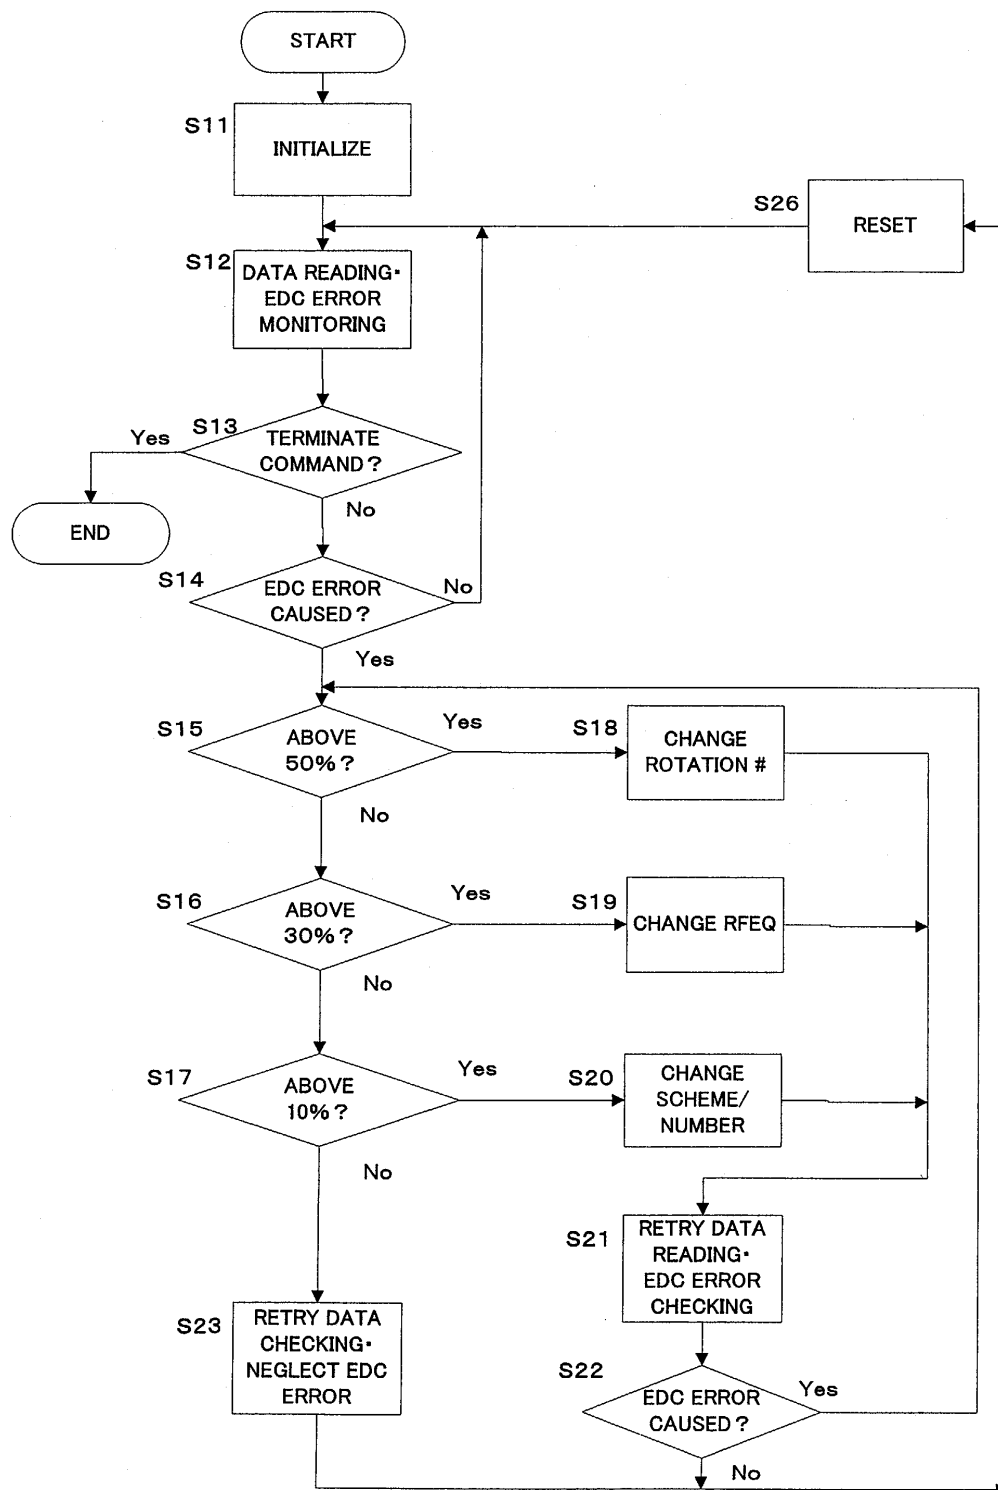 START
S11
INITIALIZE
S26
RESET
S12
DATA READING･
EDC ERROR
MONITORING
S13
Yes
TERMINATE
COMMAND?
No
END
S14
EDC ERROR
CAUSED?
No
Yes
S15
ABOVE
50%?
Yes
S18
CHANGE
ROTATION #
No
S16
ABOVE
30%?
Yes
S19
CHANGE RFEQ
No
S17
ABOVE
10%?
Yes
S20
CHANGE
SCHEME/
NUMBER
No
S21
RETRY DATA
READING･
EDC ERROR
CHECKING
S23
RETRY DATA
CHECKING･
NEGLECT EDC
ERROR
S22
EDC ERROR
CAUSED?
Yes
No